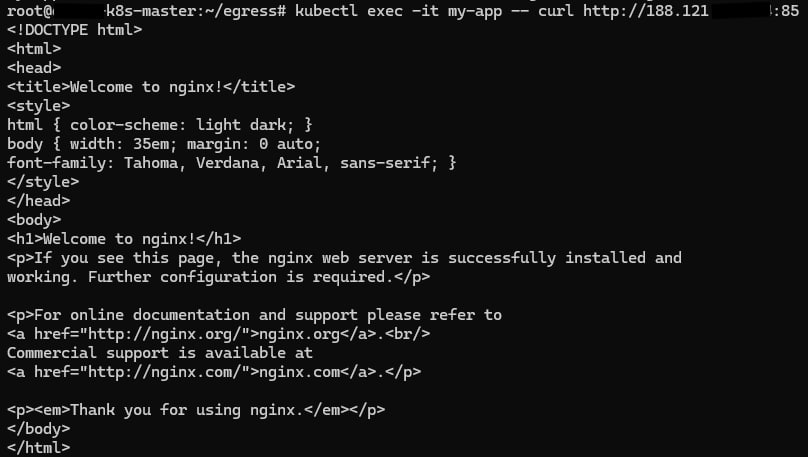 root@ k8s-master:~/egress# kubectl exec -it my-app -- curl http://188.121 :85
<!DOCTYPE html>
<html>
<head>
<title>Welcome to nginx!</title>
<style>
html { color-scheme: light dark; }
body { width: 35em; margin: 0 auto;
font-family: Tahoma, Verdana, Arial, sans-serif; }
</style>
</head>
<body>
<h1>Welcome to nginx!</h1>
<p>If you see this page, the nginx web server is successfully installed and
working. Further configuration is required.</p>

<p>For online documentation and support please refer to
<a href="http://nginx.org/">nginx.org</a>.<br/>
Commercial support is available at
<a href="http://nginx.com/">nginx.com</a>.</p>

<p><em>Thank you for using nginx.</em></p>
</body>
</html>